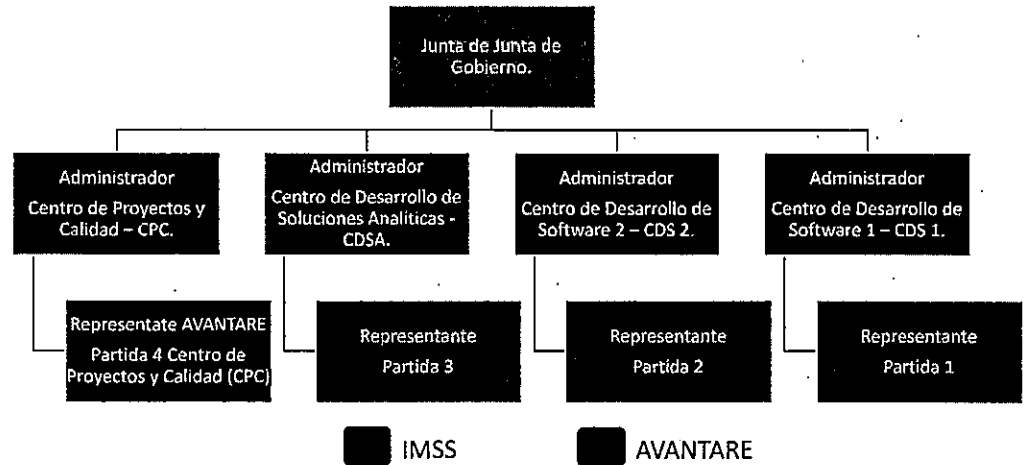 Junta de Junta de
Gobierno.
Administrador
Centro de Proyectos y
Calidad – CPC.
Administrador
Centro de Desarrollo de
Soluciones Analíticas -
CDSA.
Administrador
Centro de Desarrollo de
Software 2 – CDS 2.
Administrador
Centro de Desarrollo de
Software 1 – CDS 1.
Representate AVANTARE
Partida 4 Centro de
Proyectos y Calidad (CPC)
Representante
Partida 3
Representante
Partida 2
Representante
Partida 1
IMSS
AVANTARE